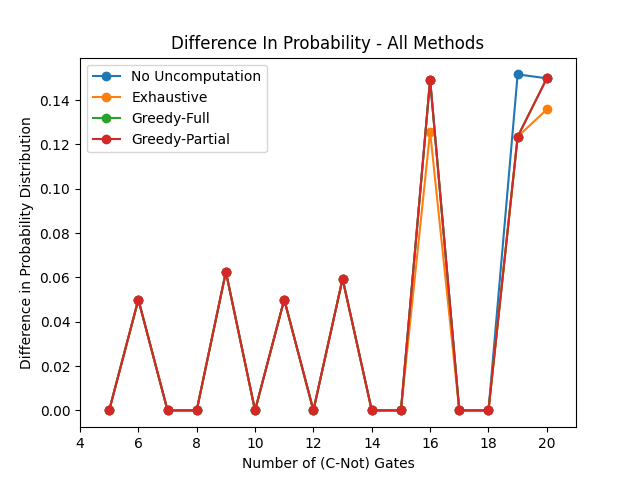 Difference In Probability - All Methods
No Uncomputation
Exhaustive
Greedy-Full
Greedy-Partial
Difference in Probability Distribution
0.14
0.12
0.10
0.08
0.06
0.04
0.02
0.00
4 6 8 10 12 14 16 18 20
Number of (C-Not) Gates